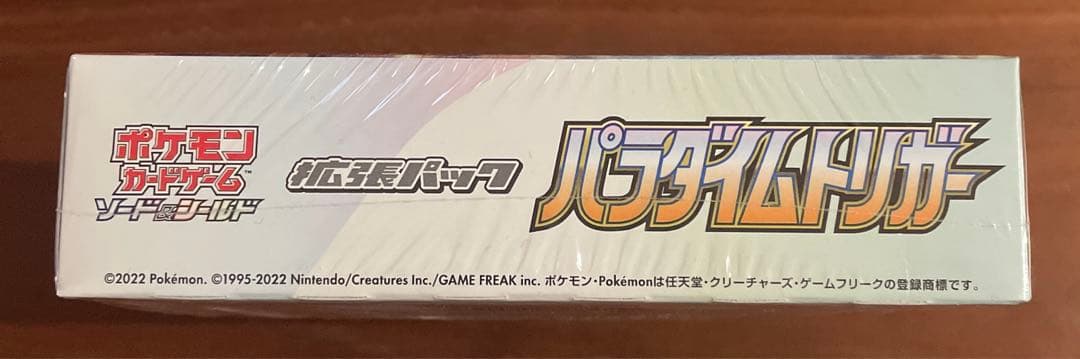 ポケモン
カードゲーム™
ソード&シールド
拡張パック
パラダイムトリガー
©2022 Pokémon. ©1995-2022 Nintendo/Creatures Inc./GAME FREAK inc. ポケモン・Pokémonは任天堂・クリーチャーズ・ゲームフリークの登録商標です。